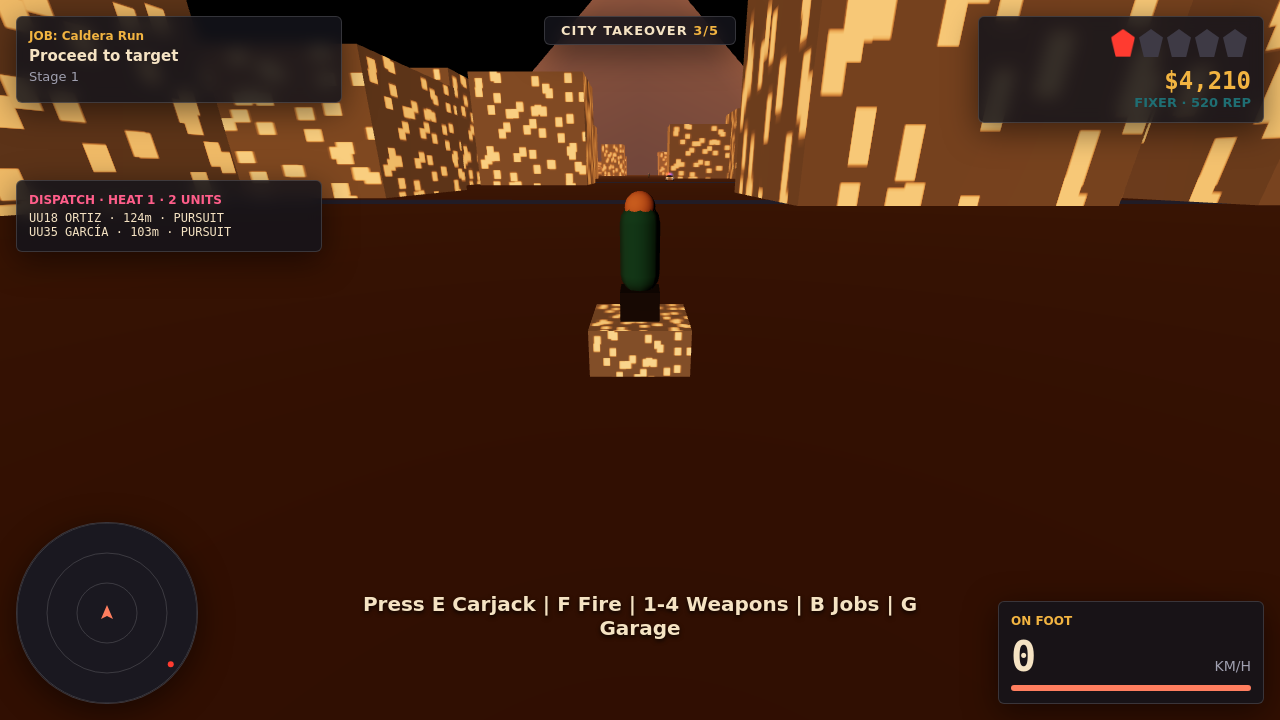 JOB: Caldera Run
Proceed to target
Stage 1
CITY TAKEOVER 3/5
$4,210
FIXER · 520 REP
DISPATCH · HEAT 1 · 2 UNITS
UU18 ORTIZ · 124m · PURSUIT
UU35 GARCÍA · 103m · PURSUIT
Press E Carjack | F Fire | 1-4 Weapons | B Jobs | G
Garage
ON FOOT
0 KM/H